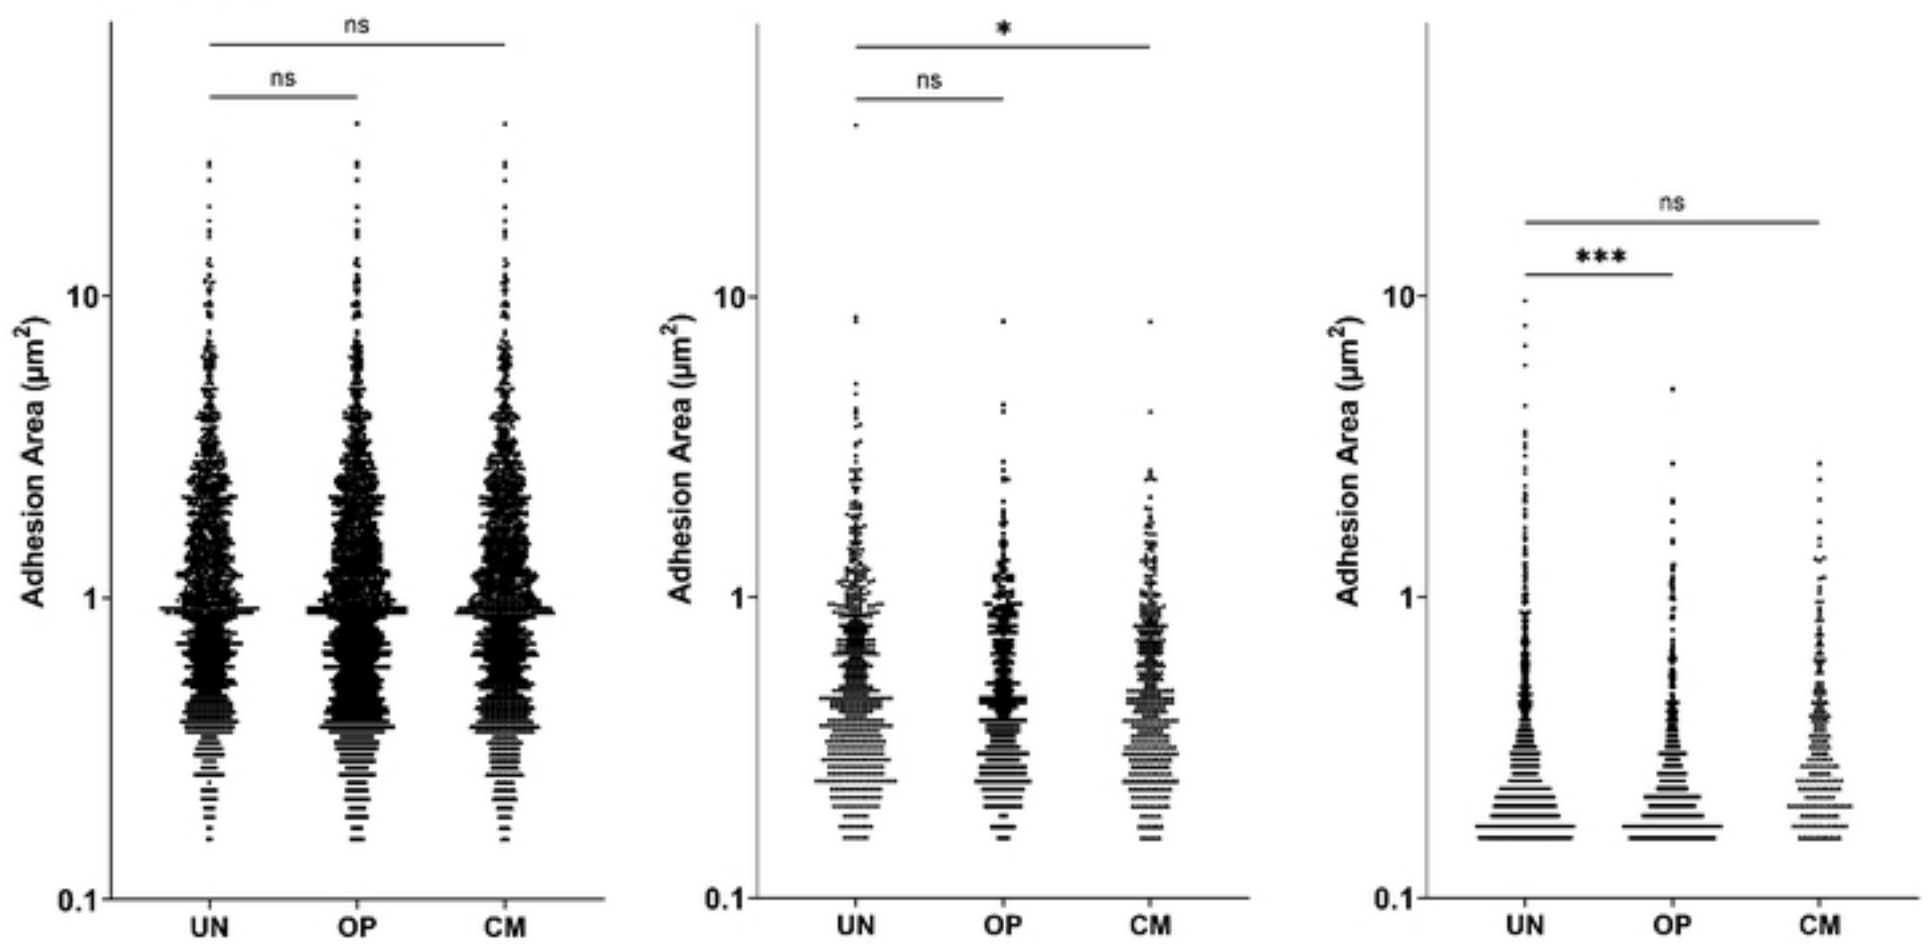 ns
ns
10
1
0.1
Adhesion Area (µm²)
UN OP CM
*
ns
10
1
0.1
Adhesion Area (µm²)
UN OP CM
ns
***
10
1
0.1
Adhesion Area (µm²)
UN OP CM